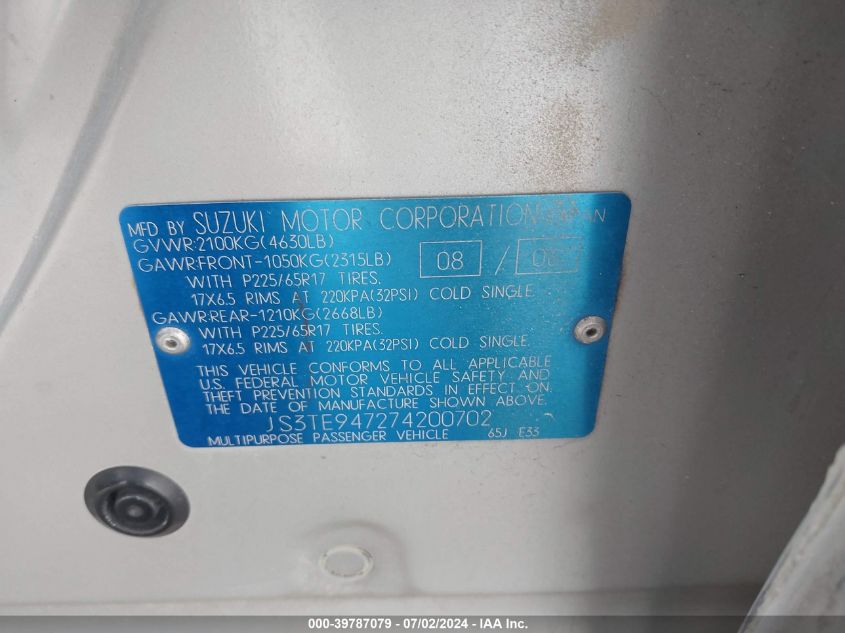 MFD BY SUZUKI MOTOR CORPORATION JAPAN
GVWR:2100KG(4630LB)
08 / 06
GAWR:FRONT-1050KG(2315LB)
WITH P225/65R17 TIRES.
17X6.5 RIMS AT 220KPA(32PSI) COLD SINGLE.
GAWR:REAR-1210KG(2668LB)
WITH P225/65R17 TIRES.
17X6.5 RIMS AT 220KPA(32PSI) COLD SINGLE.
THIS VEHICLE CONFORMS TO ALL APPLICABLE
U.S. FEDERAL MOTOR VEHICLE SAFETY AND
THEFT PREVENTION STANDARDS IN EFFECT ON
THE DATE OF MANUFACTURE SHOWN ABOVE.
JS3TE947274200702
MULTIPURPOSE PASSENGER VEHICLE 65J E33
000-39787079 - 07/02/2024 - IAA Inc.